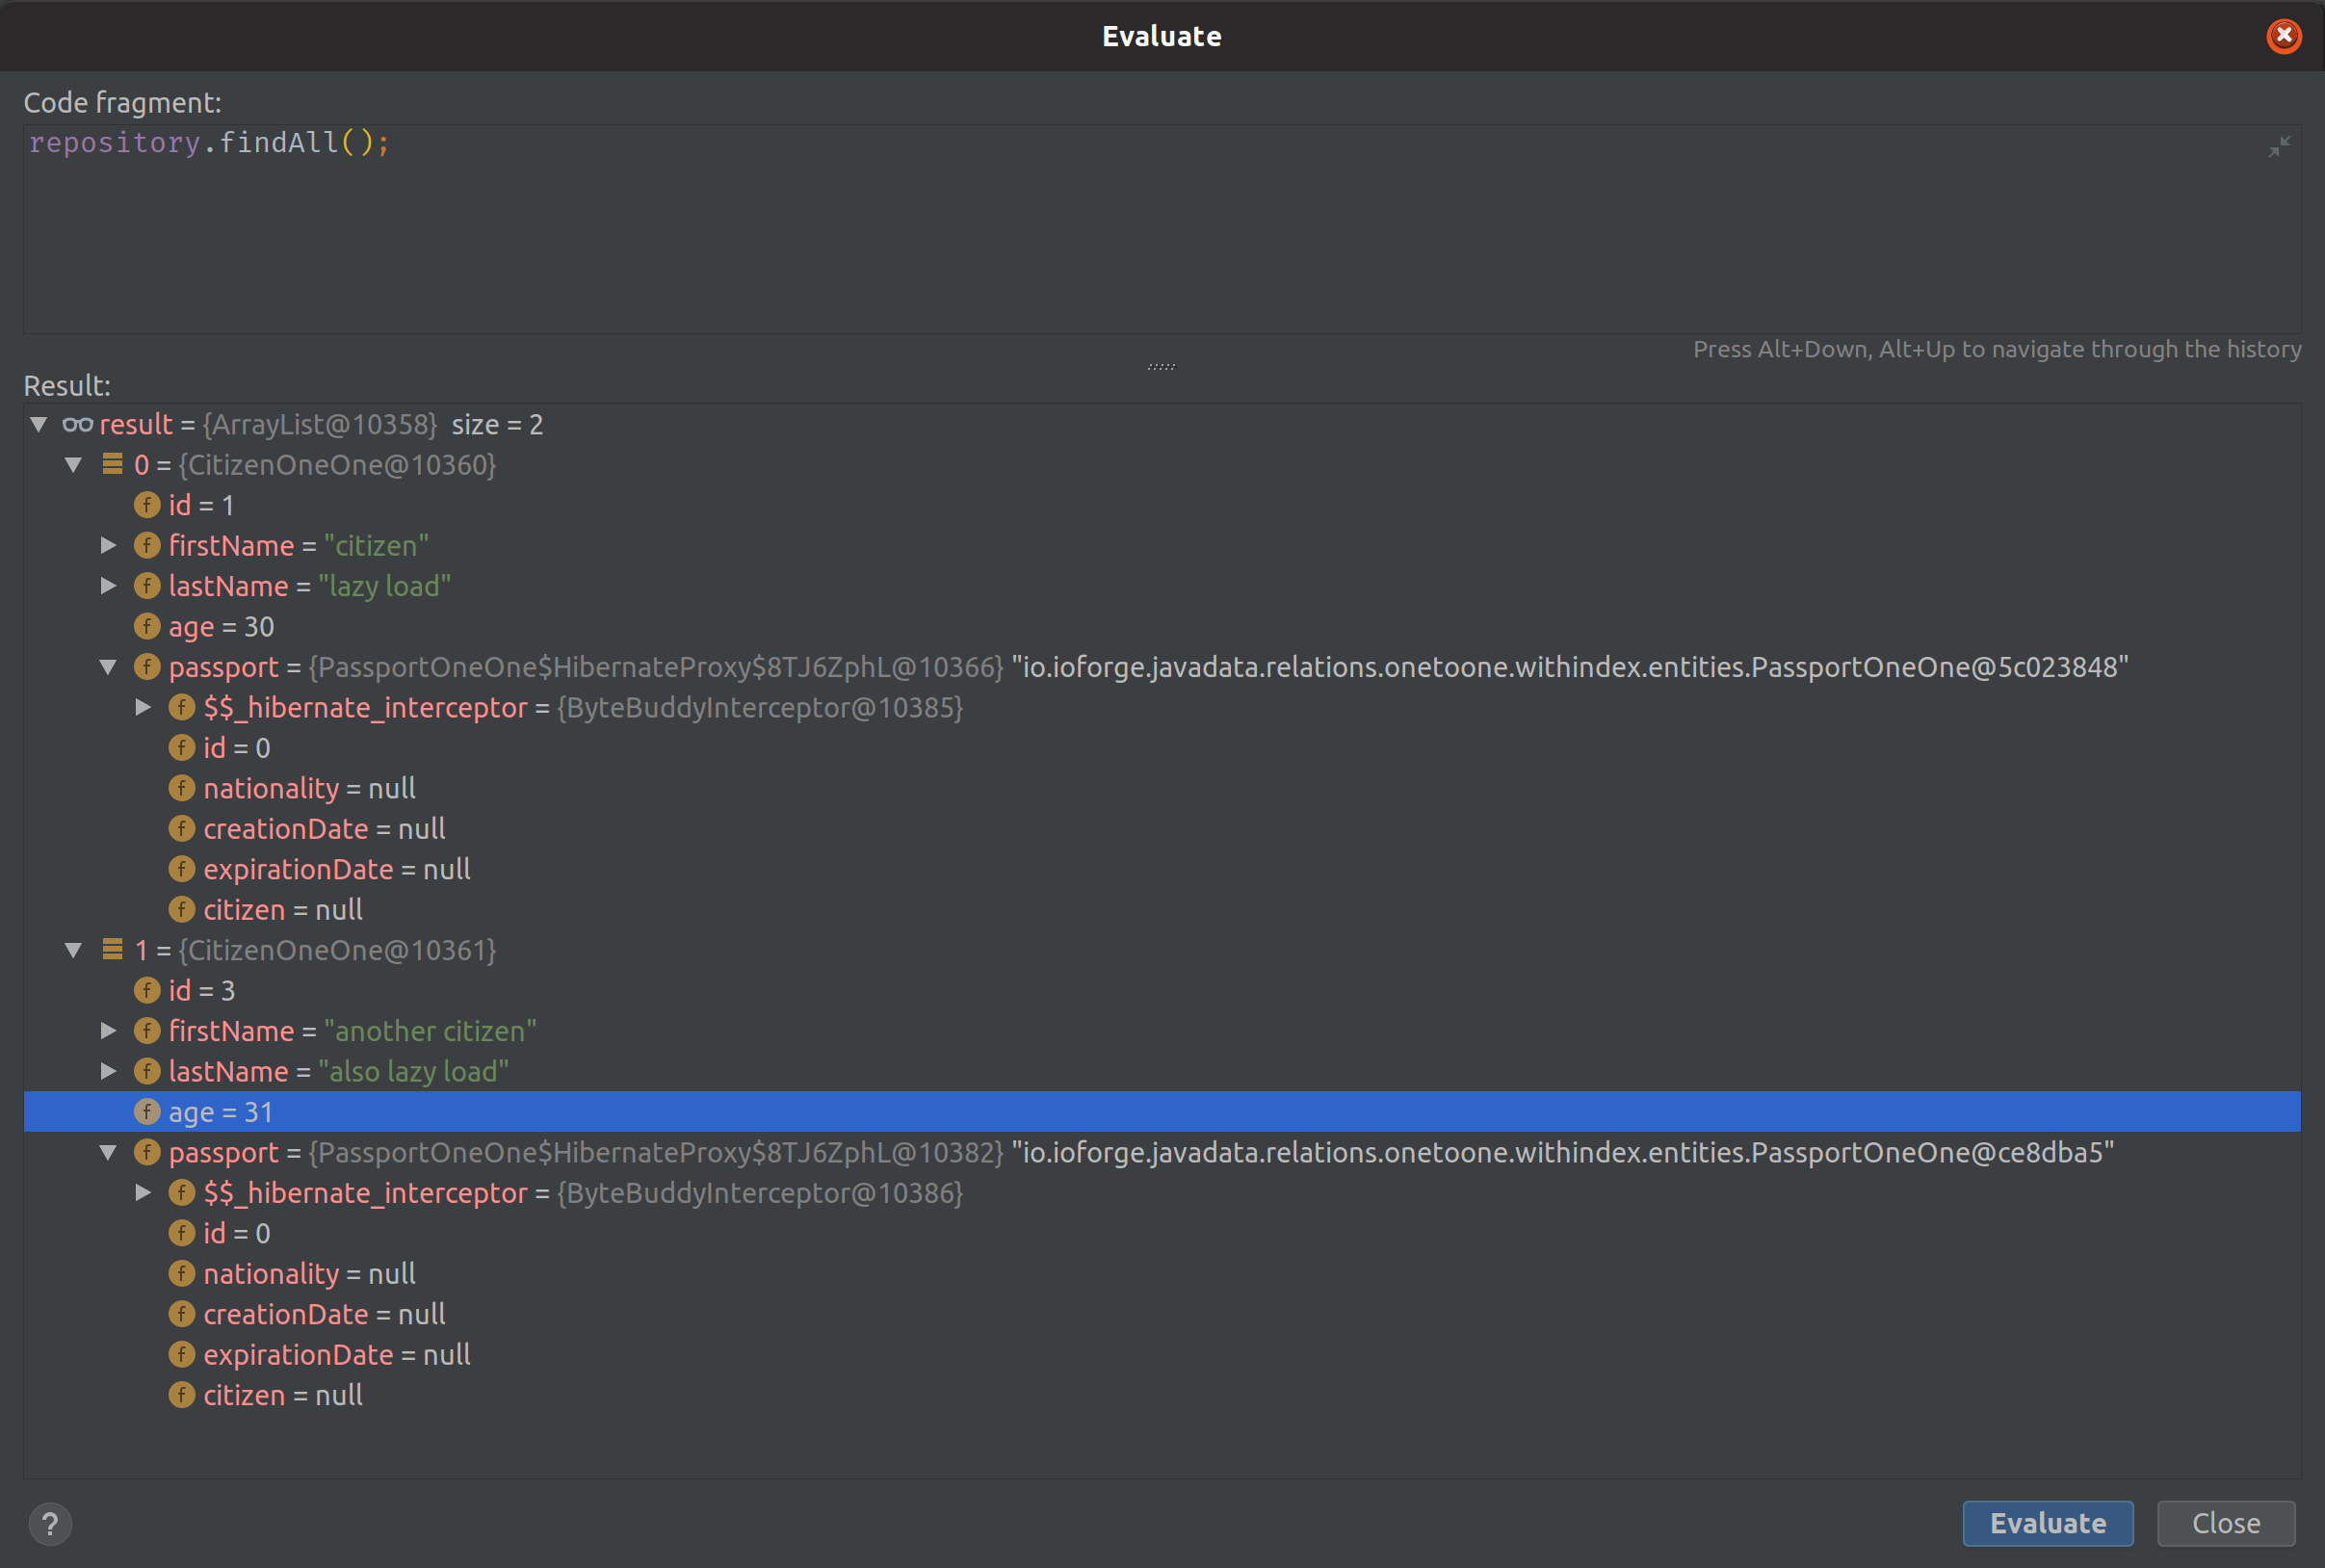 Evaluate
Code fragment:
repository.findAll();
Press Alt+Down, Alt+Up to navigate through the history
Result:
result = {ArrayList@10358} size = 2
0 = {CitizenOneOne@10360}
f id = 1
f firstName = "citizen"
f lastName = "lazy load"
f age = 30
f passport = {PassportOneOne$HibernateProxy$8TJ6ZphL@10366} "io.ioforge.javadata.relations.onetoone.withindex.entities.PassportOneOne@5c023848"
f $$_hibernate_interceptor = {ByteBuddyInterceptor@10385}
f id = 0
f nationality = null
f creationDate = null
f expirationDate = null
f citizen = null
1 = {CitizenOneOne@10361}
f id = 3
f firstName = "another citizen"
f lastName = "also lazy load"
f age = 31
f passport = {PassportOneOne$HibernateProxy$8TJ6ZphL@10382} "io.ioforge.javadata.relations.onetoone.withindex.entities.PassportOneOne@ce8dba5"
f $$_hibernate_interceptor = {ByteBuddyInterceptor@10386}
f id = 0
f nationality = null
f creationDate = null
f expirationDate = null
f citizen = null
? Evaluate Close